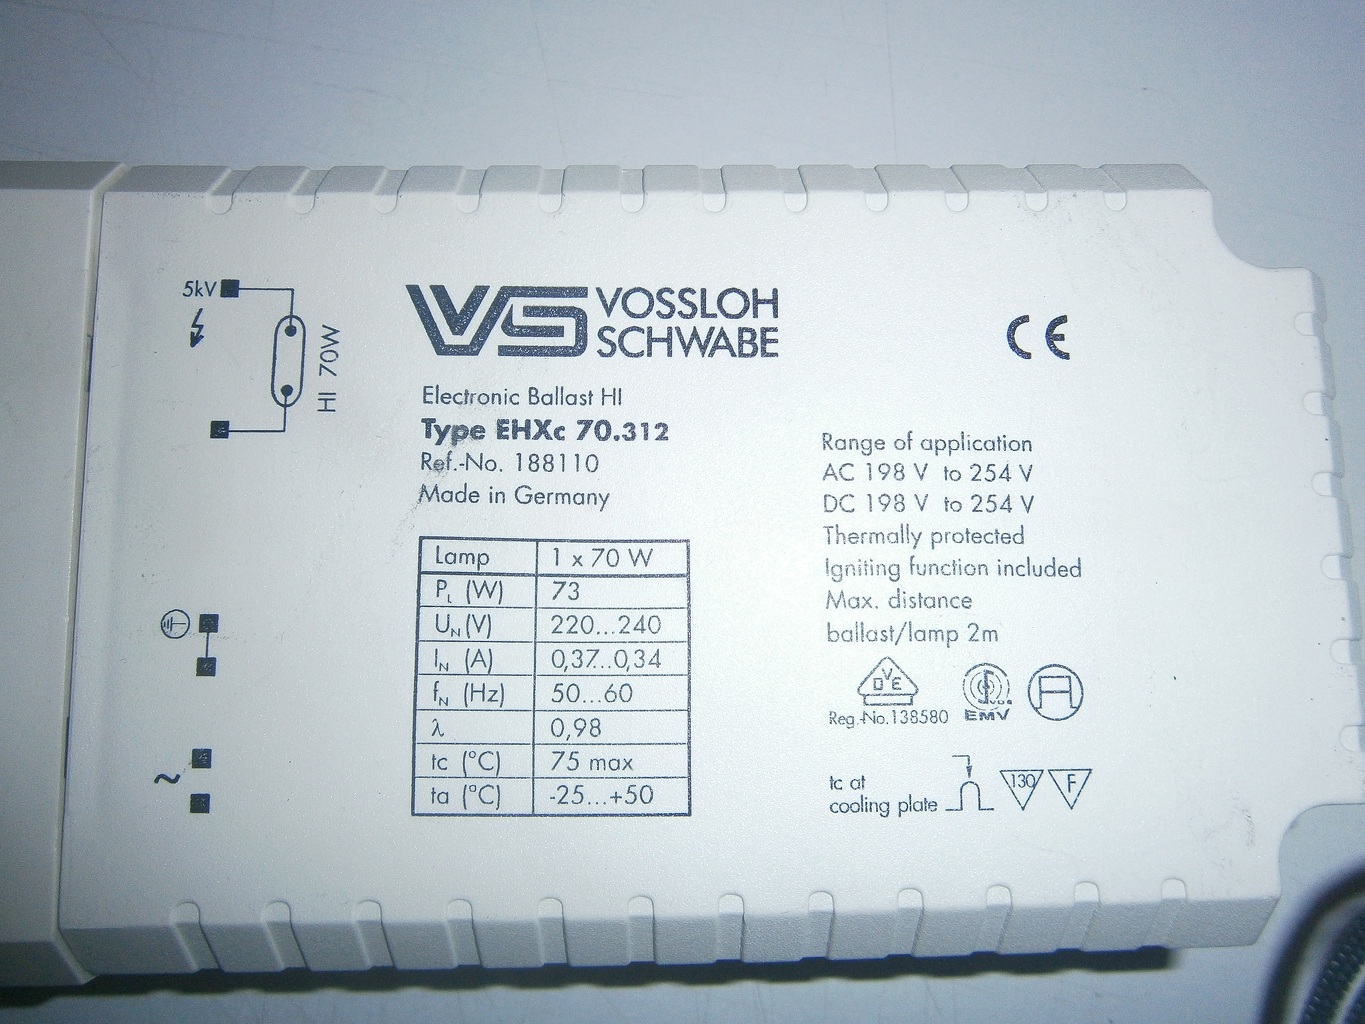 5kV
HI 70W
VS VOSSLOH
SCHWABE
CE
Electronic Ballast HI
Type EHXc 70.312
Ref.-No. 188110
Made in Germany
Lamp 1 x 70 W
PL (W) 73
UN(V) 220...240
IN (A) 0,37...0,34
fN (Hz) 50...60
λ 0,98
tc (°C) 75 max
ta (°C) -25...+50
~
Range of application
AC 198 V to 254 V
DC 198 V to 254 V
Thermally protected
Igniting function included
Max. distance
ballast/lamp 2m
DVE
Reg.-No.138580
EMV
tc at
cooling plate
130 F